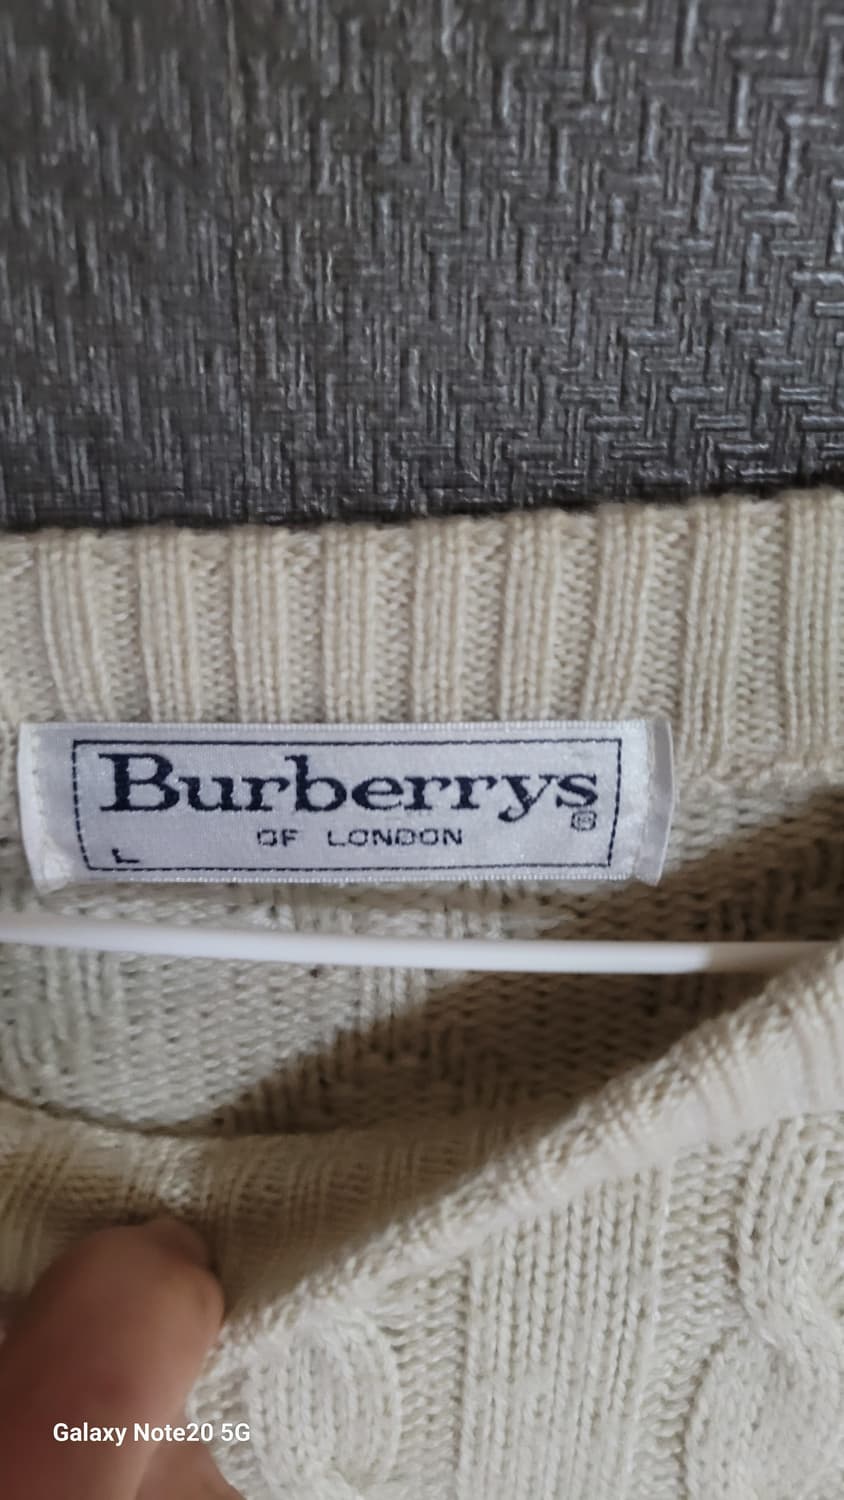 Burberrys®
OF LONDON
L
Galaxy Note20 5G